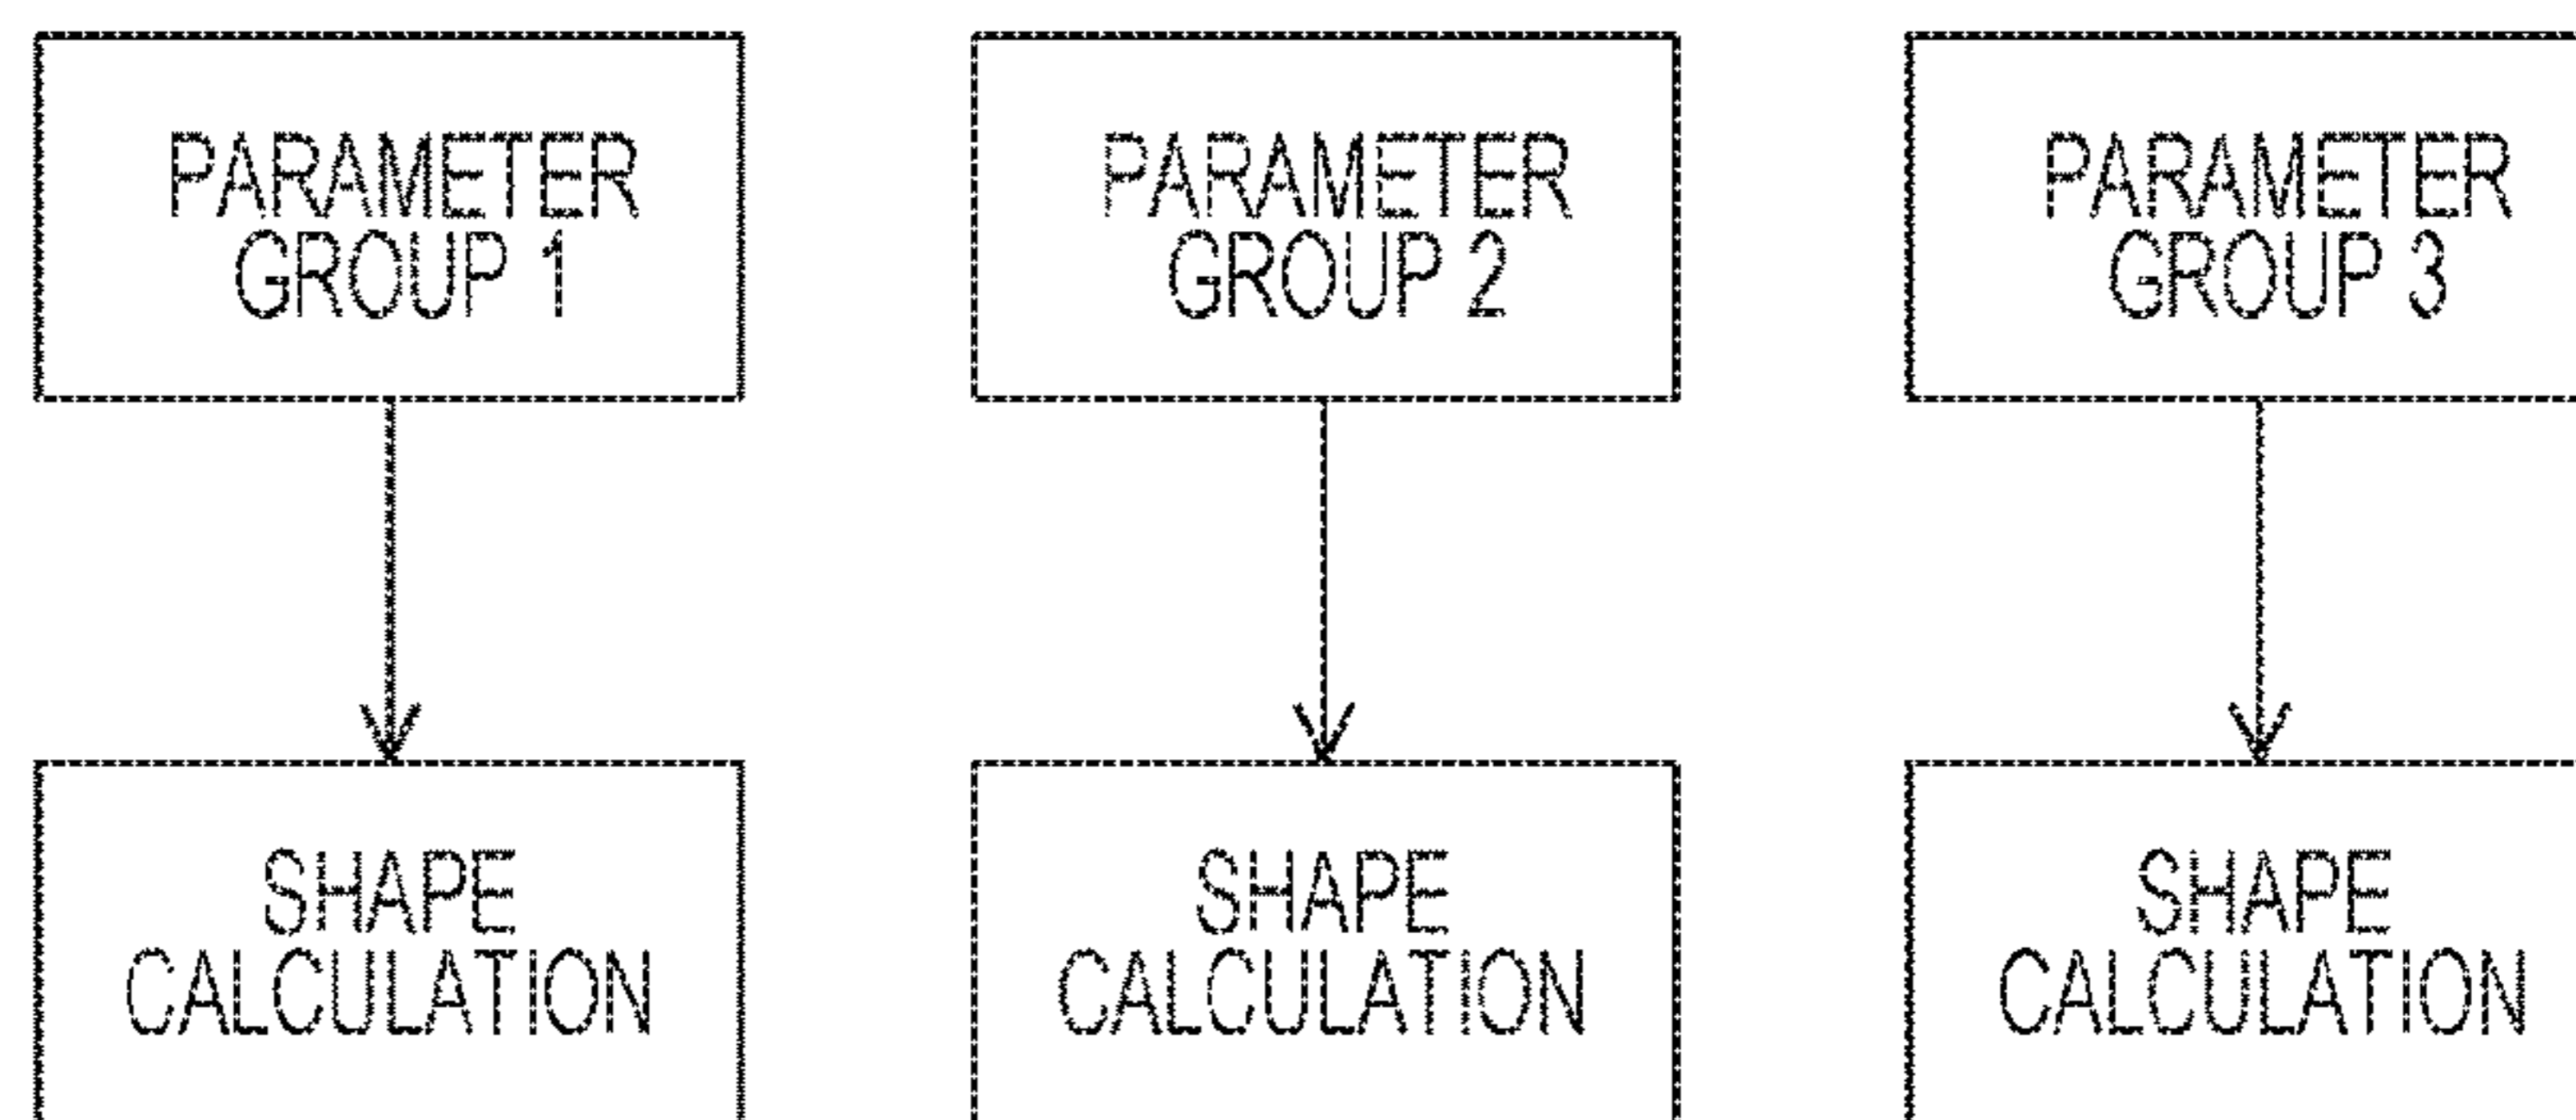 PARAMETER
GROUP 1
PARAMETER
GROUP 2
PARAMETER
GROUP 3
SHAPE
CALCULATION
SHAPE
CALCULATION
SHAPE
CALCULATION